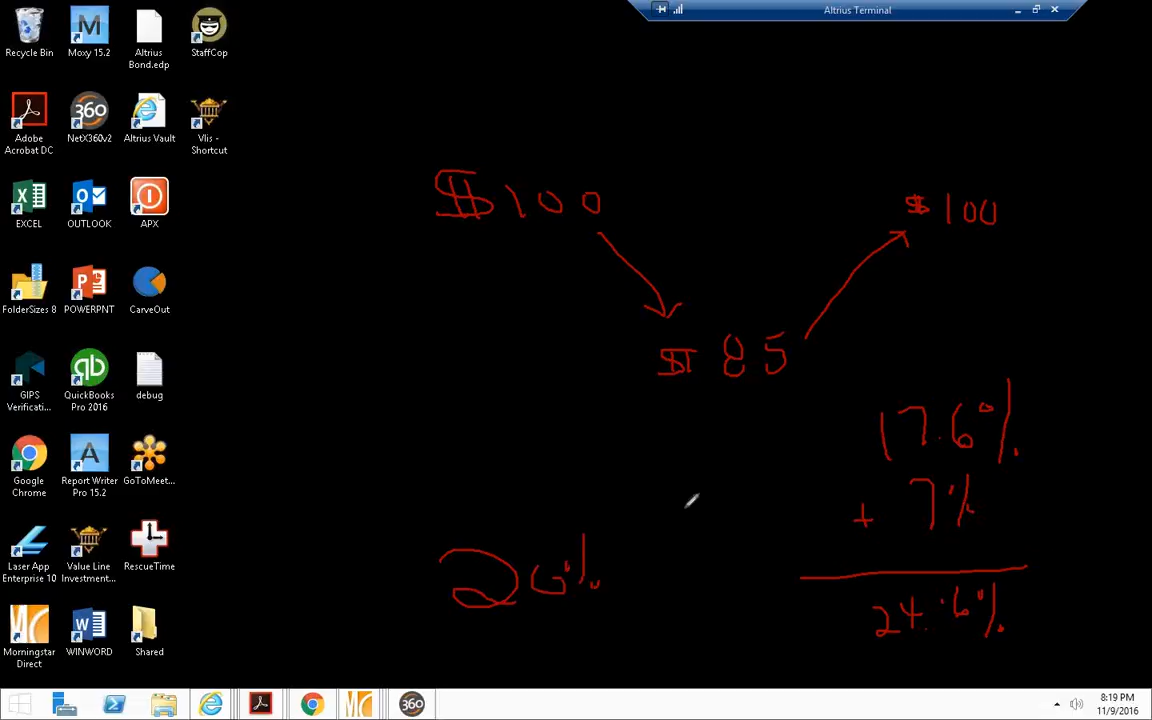 Altrius Terminal
Recycle Bin
Moxy 15.2
Altrius
Bond.edp
StaffCop
Adobe
Acrobat DC
360
NetX360v2
Altrius Vault
Vlis -
Shortcut
EXCEL
OUTLOOK
APX
FolderSizes 8
POWERPNT
CarveOut
GIPS
Verificati...
QuickBooks
Pro 2016
debug
Google
Chrome
Report Writer
Pro 15.2
GoToMeet...
Laser App
Enterprise 10
Value Line
Investment...
RescueTime
Morningstar
Direct
WINWORD
Shared
$100
$100
$85
17.6%
+ 7%
24.6%
20%
360
8:19 PM
11/9/2016